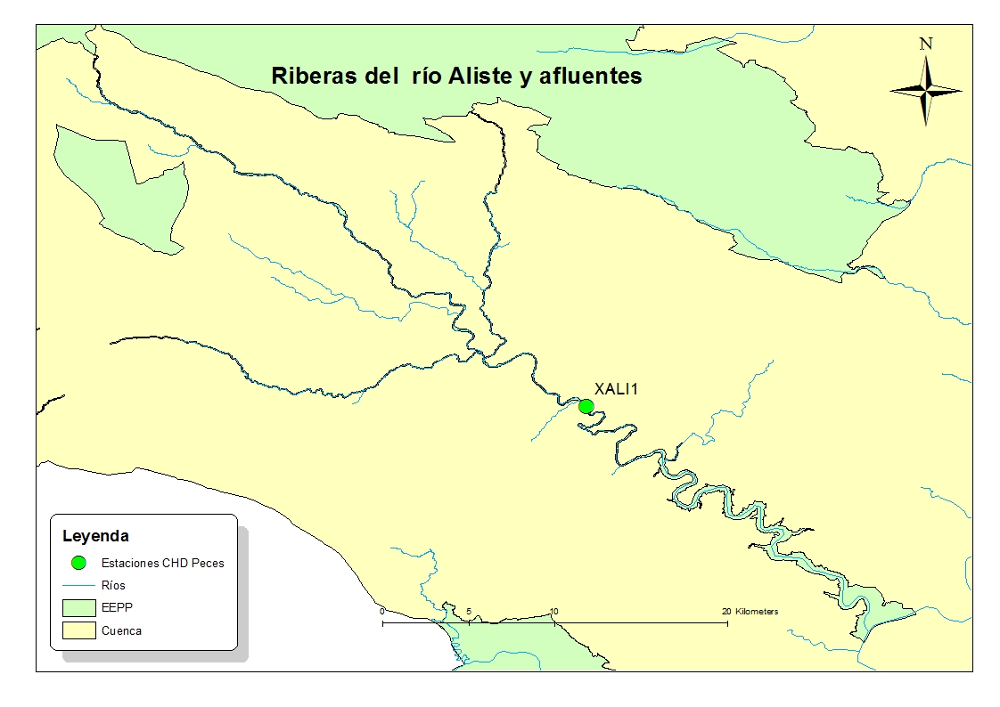 Riberas del río Aliste y afluentes
N
XALI1
Leyenda
Estaciones CHD Peces
Ríos
EEPP
Cuenca
0 5 10 20 Kilometers